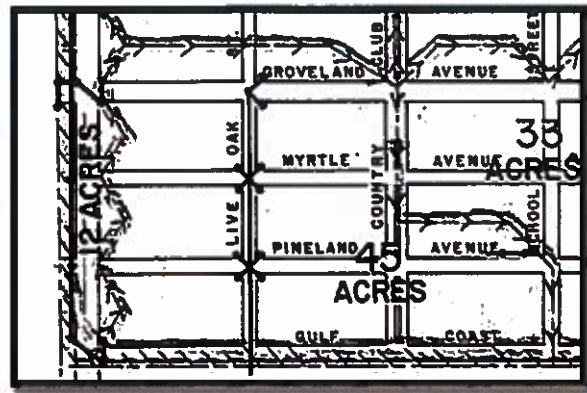 CLUB
STREET
GROVELAND AVENUE
12 ACRES
OAK
MYRTLE AVENUE
33
ACRES
COUNTRY
LIVE
SCHOOL
PINELAND AVENUE
45
ACRES
GULF COAST